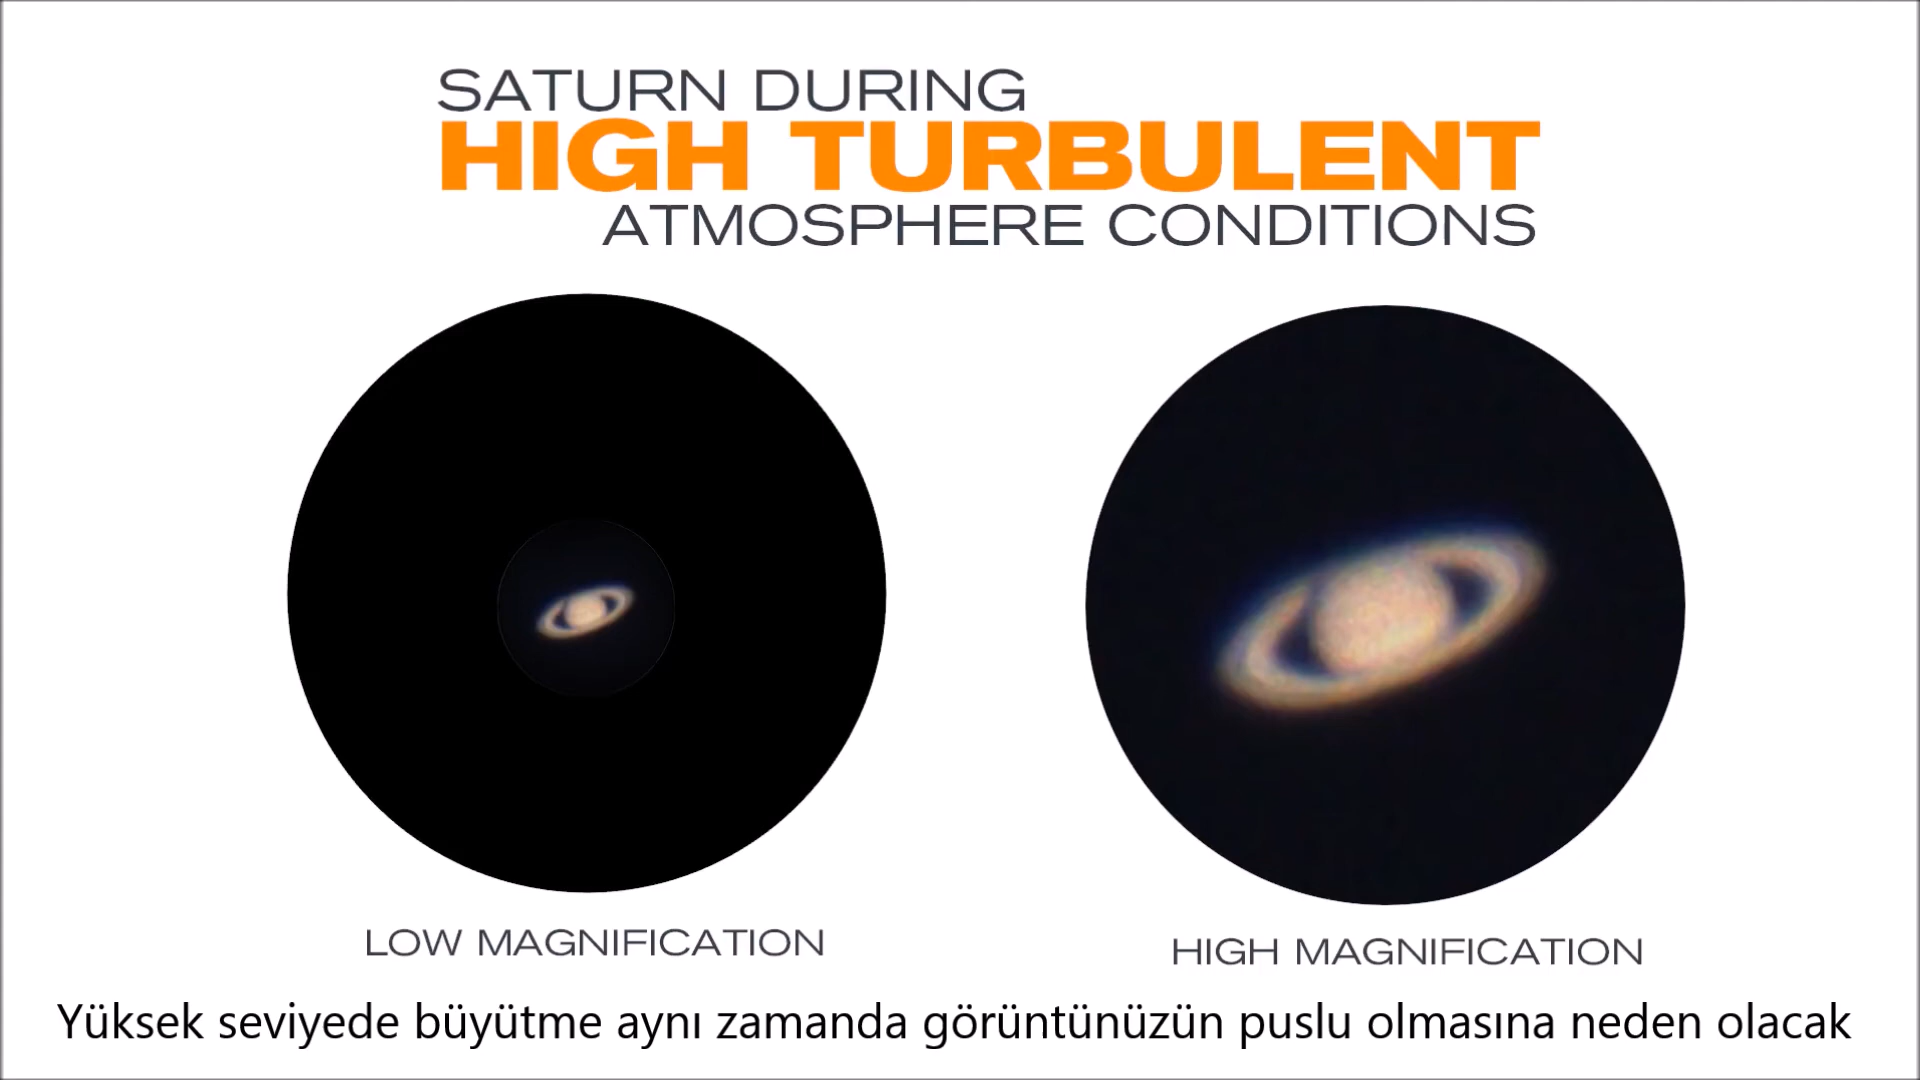 SATURN DURING
HIGH TURBULENT
ATMOSPHERE CONDITIONS
LOW MAGNIFICATION
HIGH MAGNIFICATION
Yüksek seviyede büyütme aynı zamanda görüntünüzün puslu olmasına neden olacak